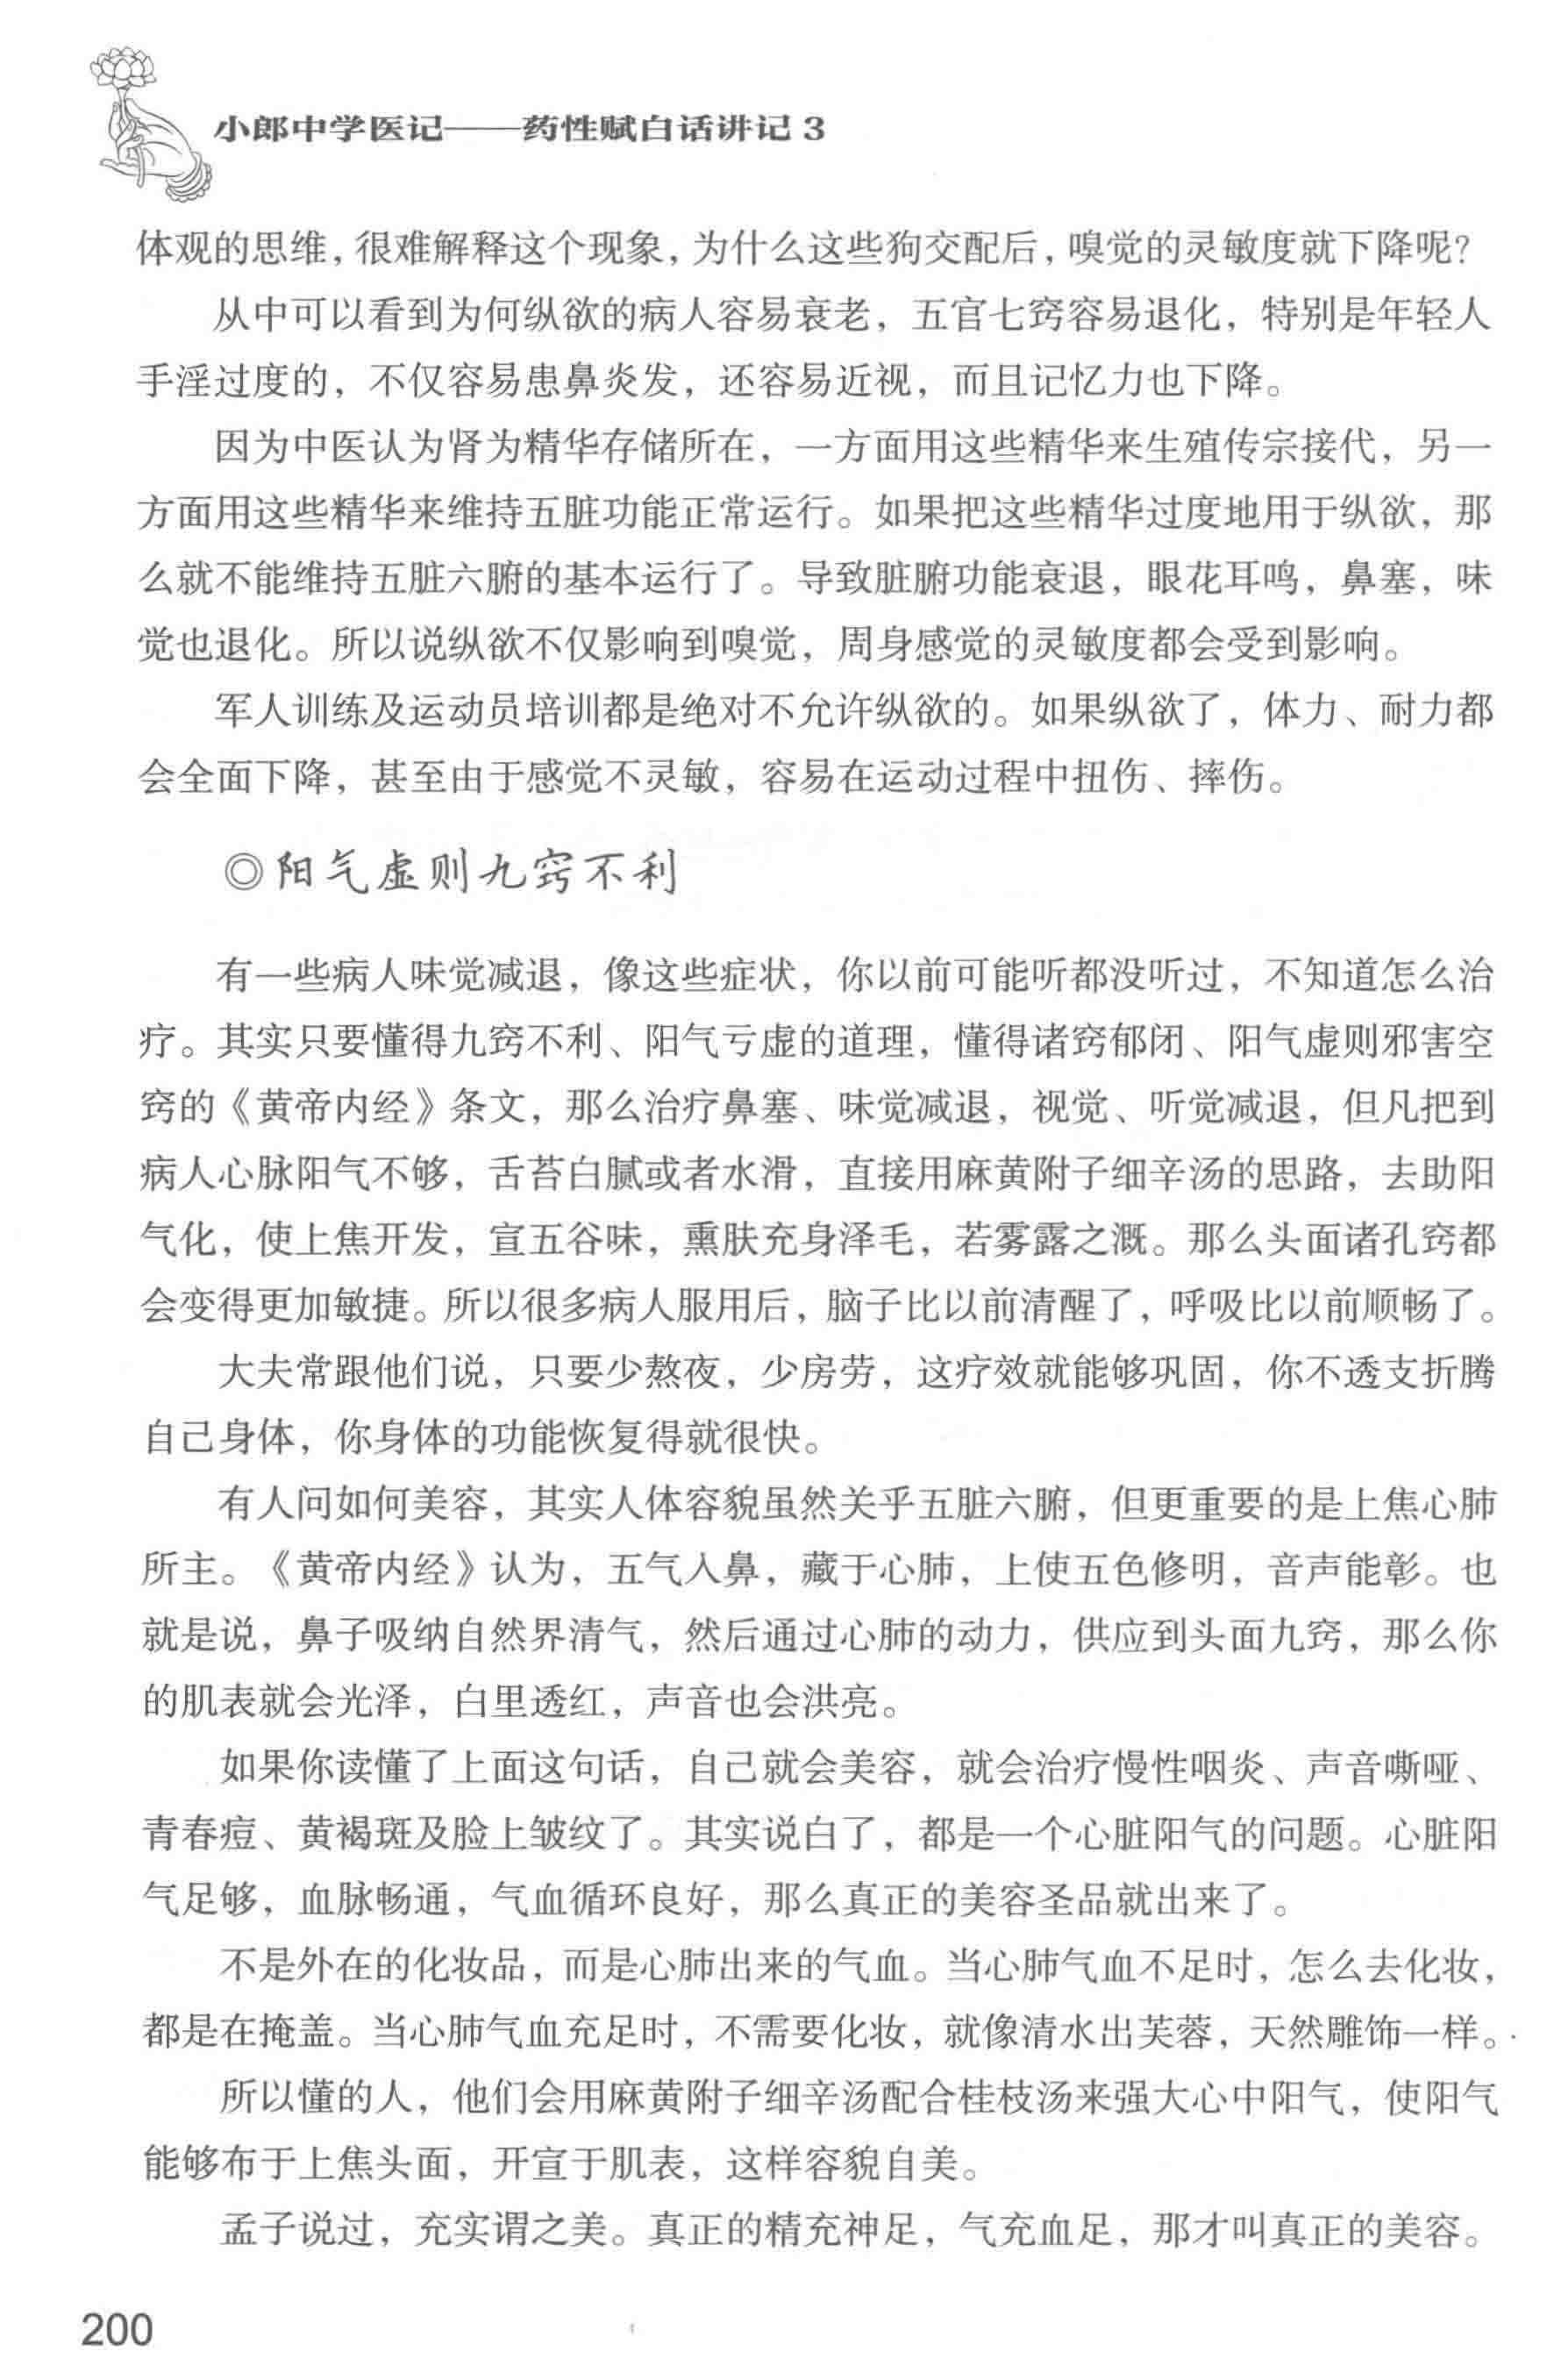 小郎中学医记——药性赋白话讲记3
体观的思维，很难解释这个现象，为什么这些狗交配后，嗅觉的灵敏度就下降呢？
从中可以看到为何纵欲的病人容易衰老，五官七窍容易退化，特别是年轻人
手淫过度的，不仅容易患鼻炎发，还容易近视，而且记忆力也下降。
因为中医认为肾为精华存储所在，一方面用这些精华来生殖传宗接代，另一
方面用这些精华来维持五脏功能正常运行。如果把这些精华过度地用于纵欲，那
么就不能维持五脏六腑的基本运行了。导致脏腑功能衰退，眼花耳鸣，鼻塞，味
觉也退化。所以说纵欲不仅影响到嗅觉，周身感觉的灵敏度都会受到影响。
军人训练及运动员培训都是绝对不允许纵欲的。如果纵欲了，体力、耐力都
会全面下降，甚至由于感觉不灵敏，容易在运动过程中扭伤、摔伤。
◎阳气虚则九窍不利
有一些病人味觉减退，像这些症状，你以前可能听都没听过，不知道怎么治
疗。其实只要懂得九窍不利、阳气亏虚的道理，懂得诸窍郁闭、阳气虚则邪害空
窍的《黄帝内经》条文，那么治疗鼻塞、味觉减退，视觉、听觉减退，但凡把到
病人心脉阳气不够，舌苔白腻或者水滑，直接用麻黄附子细辛汤的思路，去助阳
气化，使上焦开发，宣五谷味，熏肤充身泽毛，若雾露之溉。那么头面诸孔窍都
会变得更加敏捷。所以很多病人服用后，脑子比以前清醒了，呼吸比以前顺畅了。
大夫常跟他们说，只要少熬夜，少房劳，这疗效就能够巩固，你不透支折腾
自己身体，你身体的功能恢复得就很快。
有人问如何美容，其实人体容貌虽然关乎五脏六腑，但更重要的是上焦心肺
所主。《黄帝内经》认为，五气入鼻，藏于心肺，上使五色修明，音声能彰。也
就是说，鼻子吸纳自然界清气，然后通过心肺的动力，供应到头面九窍，那么你
的肌表就会光泽，白里透红，声音也会洪亮。
如果你读懂了上面这句话，自己就会美容，就会治疗慢性咽炎、声音嘶哑、
青春痘、黄褐斑及脸上皱纹了。其实说白了，都是一个心脏阳气的问题。心脏阳
气足够，血脉畅通，气血循环良好，那么真正的美容圣品就出来了。
不是外在的化妆品，而是心肺出来的气血。当心肺气血不足时，怎么去化妆，
都是在掩盖。当心肺气血充足时，不需要化妆，就像清水出芙蓉，天然雕饰一样。
所以懂的人，他们会用麻黄附子细辛汤配合桂枝汤来强大心中阳气，使阳气
能够布于上焦头面，开宣于肌表，这样容貌自美。
孟子说过，充实谓之美。真正的精充神足，气充血足，那才叫真正的美容。
200